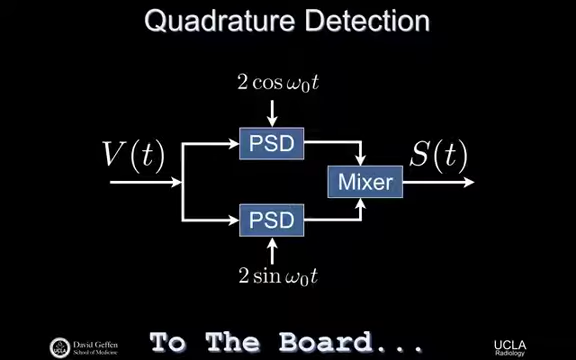 Quadrature Detection
2 cos ω₀t
V(t)
PSD
Mixer
S(t)
PSD
2 sin ω₀t
UCLA
David Geffen
School of Medicine
To The Board...
UCLA
Radiology